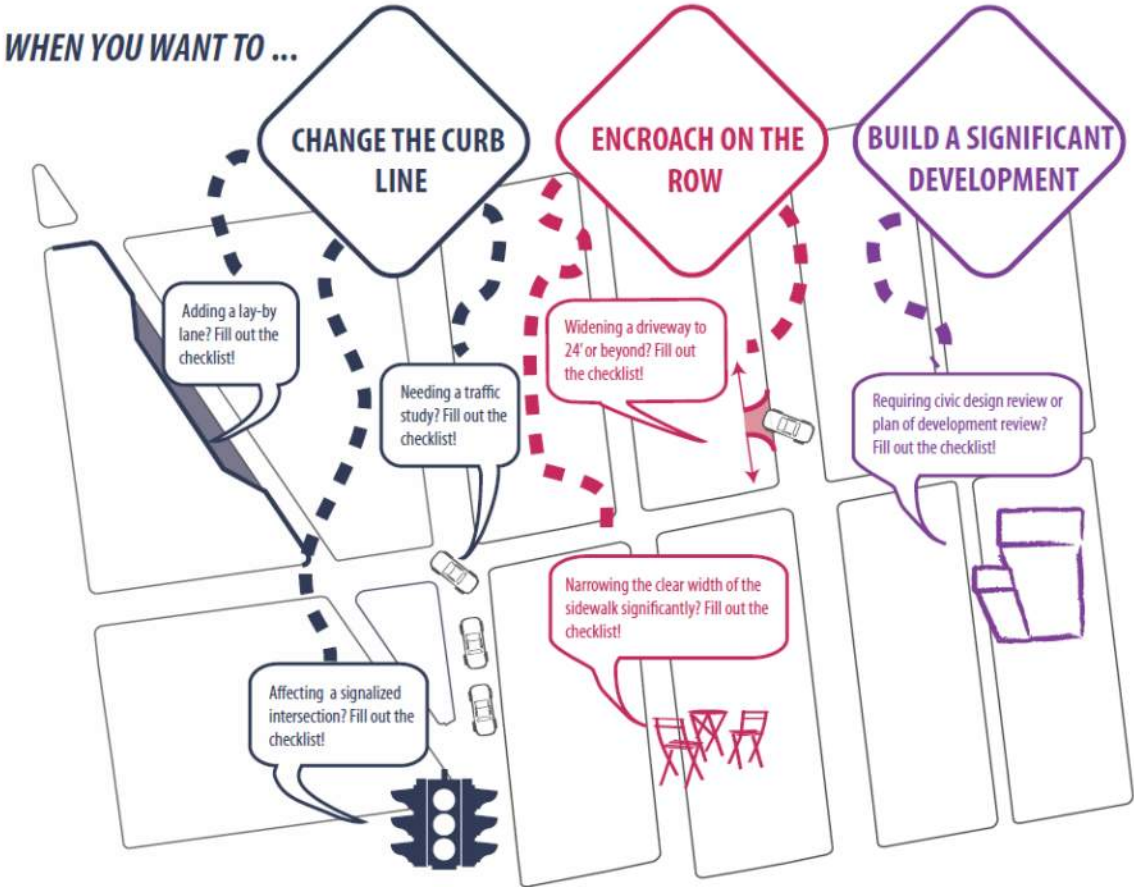 WHEN YOU WANT TO ...
CHANGE THE CURB
LINE
ENCROACH ON THE
ROW
BUILD A SIGNIFICANT
DEVELOPMENT
Adding a lay-by
lane? Fill out the
checklist!
Needing a traffic
study? Fill out the
checklist!
Affecting a signalized
intersection? Fill out the
checklist!
Widening a driveway to
24' or beyond? Fill out
the checklist!
Narrowing the clear width of the
sidewalk significantly? Fill out the
checklist!
Requiring civic design review or
plan of development review?
Fill out the checklist!